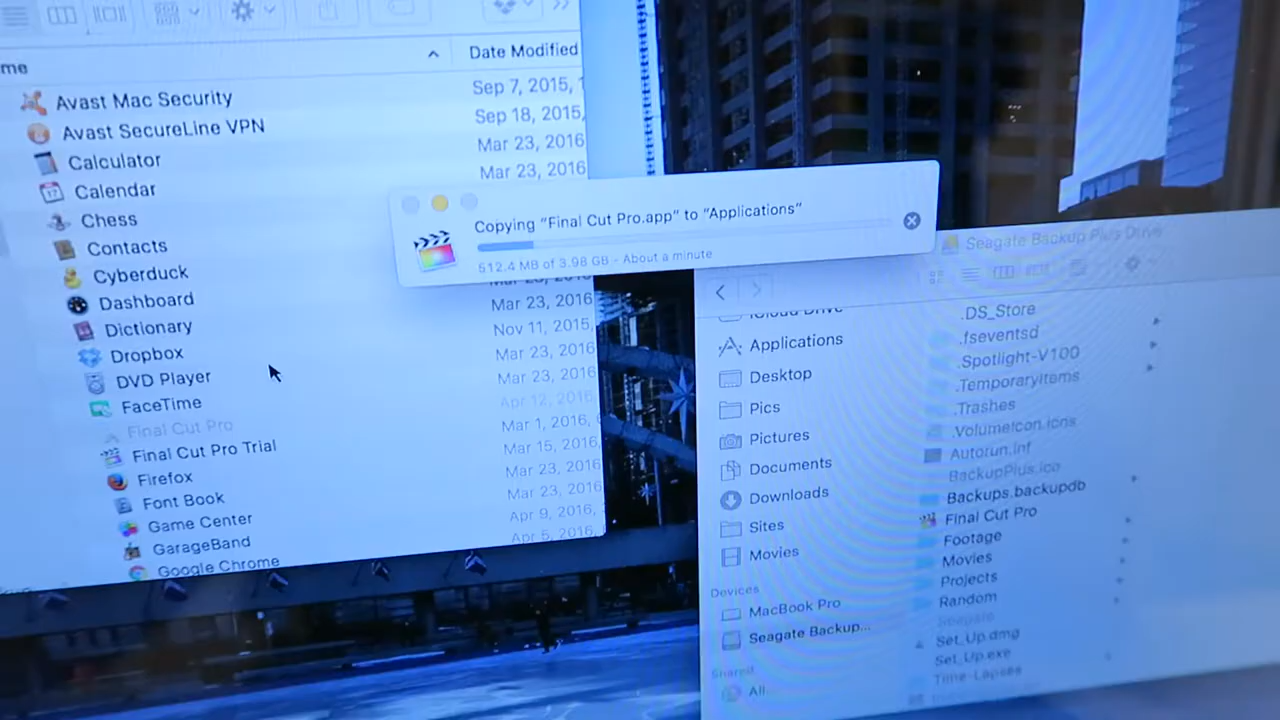 me
Date Modified
Avast Mac Security
Sep 7, 2015,
Avast SecureLine VPN
Sep 18, 2015,
Calculator
Mar 23, 2016
Calendar
Mar 23, 2016
Chess
Contacts
Cyberduck
Dashboard
Mar 23, 2016
Dictionary
Nov 11, 2015,
Dropbox
Mar 23, 2016
DVD Player
Mar 23, 2016
FaceTime
Apr 12, 2016
Final Cut Pro
Mar 1, 2016,
Final Cut Pro Trial
Mar 15, 2016,
Firefox
Mar 23, 2016
Font Book
Mar 23, 2016
Game Center
Apr 9, 2016,
GarageBand
Apr 5, 2016,
Google Chrome
Copying “Final Cut Pro.app” to “Applications”
512.4 MB of 3.98 GB - About a minute
Seagate Backup Plus Drive
iCloud Drive
Applications
Desktop
Pics
Pictures
Documents
Downloads
Sites
Movies
Devices
MacBook Pro
Seagate Backup...
Shared
All...
.DS_Store
.fseventsd
.Spotlight-V100
.TemporaryItems
.Trashes
.VolumeIcon.icns
Autorun.inf
BackupPlus.ico
Backups.backupdb
Final Cut Pro
Footage
Movies
Projects
Random
Seagate
Set_Up.dmg
Set_Up.exe
Time-Lapses